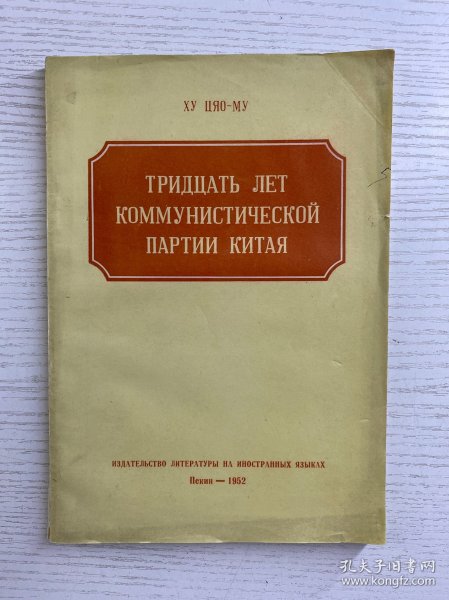 ХУ ЦЯО-МУ
ТРИДЦАТЬ ЛЕТ
КОММУНИСТИЧЕСКОЙ
ПАРТИИ КИТАЯ
ИЗДАТЕЛЬСТВО ЛИТЕРАТУРЫ НА ИНОСТРАННЫХ ЯЗЫКАХ
Пекин — 1952
孔夫子旧书网
www.kongfz.com